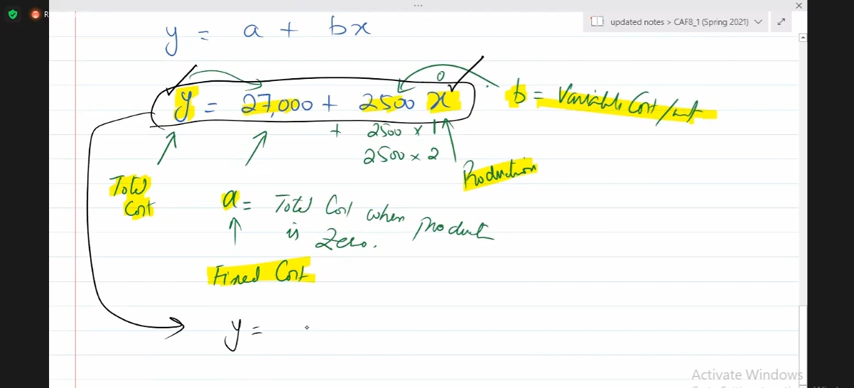 updated notes > CAF8_1 (Spring 2021)
y = a + bx
y = 27,000 + 2500 x
0
b = Variable Cost/unit
+ 2500 × 1
2500 × 2
Production
Total
Cost
a = Total Cost when Product
is Zero.
Fixed Cost
y =
Activate Windows